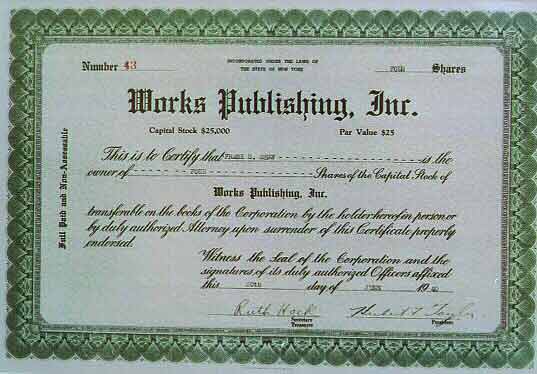 Number 43
INCORPORATED UNDER THE LAWS OF
THE STATE OF NEW YORK
FOUR Shares
Works Publishing, Inc.
Capital Stock $25,000 Par Value $25
This is to Certify that FRANK B. SHAW is the
owner of FOUR Shares of the Capital Stock of
Works Publishing, Inc.
transferable on the books of the Corporation by the holder hereof in person or
by duly authorized Attorney upon surrender of this Certificate properly
endorsed.
Witness the Seal of the Corporation and the
signatures of its duly authorized Officers affixed
this 20th day of JUNE 1940
Ruth Hock
Secretary
Treasurer
Herbert F. Taylor
President
Full Paid and Non-Assessable